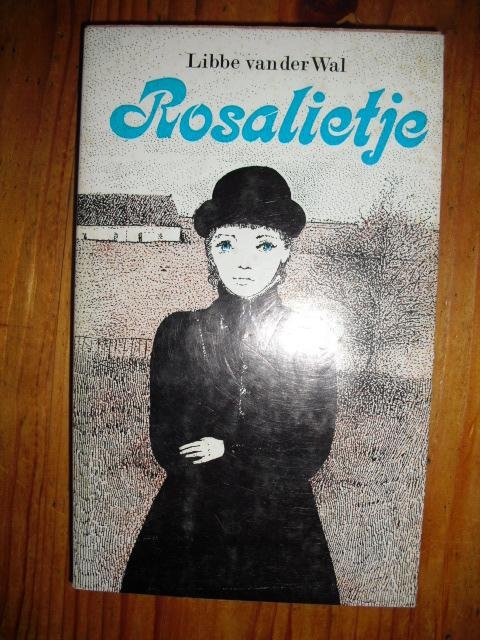 Libbe van der Wal
Rosalietje